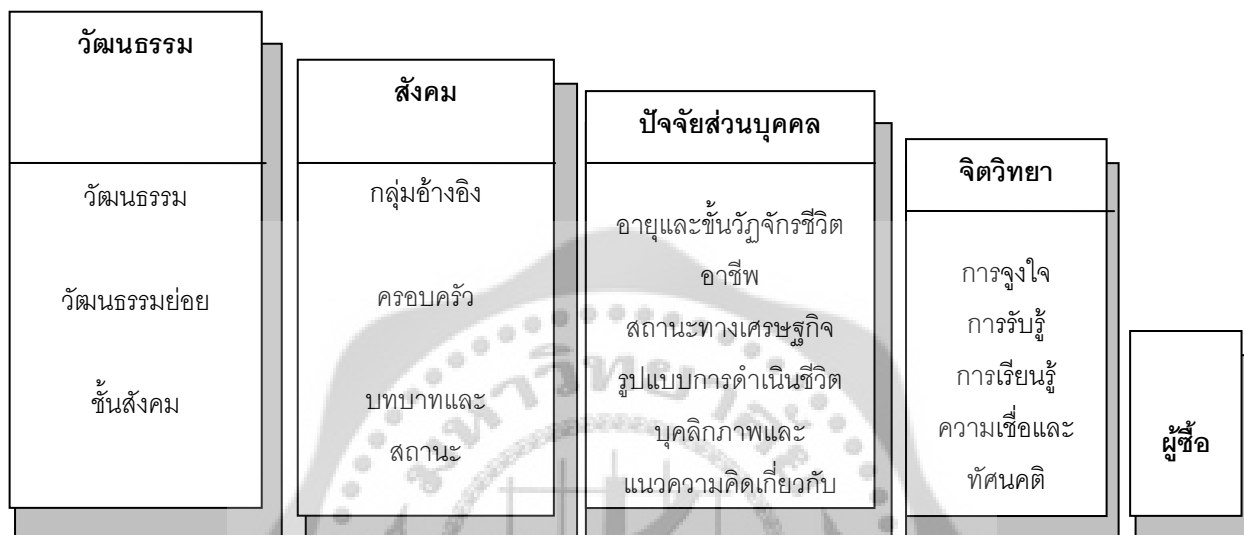 วัฒนธรรม
วัฒนธรรม
วัฒนธรรมย่อย
ชั้นสังคม
สังคม
กลุ่มอ้างอิง
ครอบครัว
บทบาทและ
สถานะ
ปัจจัยส่วนบุคคล
อายุและขั้นวัฏจักรชีวิต
อาชีพ
สถานะทางเศรษฐกิจ
รูปแบบการดำเนินชีวิต
บุคลิกภาพและ
แนวความคิดเกี่ยวกับ
จิตวิทยา
การจูงใจ
การรับรู้
การเรียนรู้
ความเชื่อและ
ทัศนคติ
ผู้ซื้อ
มหาวิทยาลัย